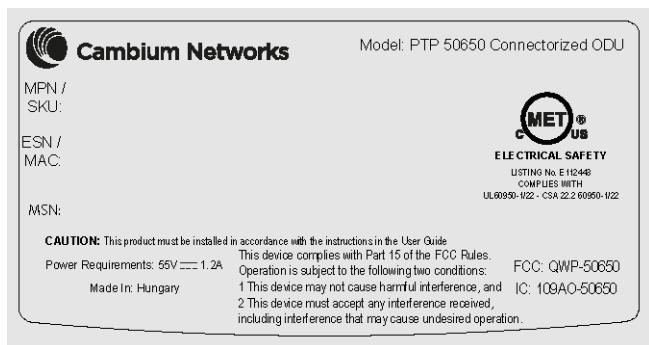 Cambium Networks
Model: PTP 50650 Connectorized ODU
MPN /
SKU:
ESN /
MAC:
MSN:
MET ®
C US
ELECTRICAL SAFETY
LISTING No. E112448
COMPLIES WITH
UL60950-1/22 - CSA 22.2 60950-1/22
CAUTION: This product must be installed in accordance with the instructions in the User Guide
Power Requirements: 55V ⎓ 1.2A
Made In: Hungary
This device complies with Part 15 of the FCC Rules.
Operation is subject to the following two conditions:
1 This device may not cause harmful interference, and
2 This device must accept any interference received,
including interference that may cause undesired operation.
FCC: QWP-50650
IC: 109AO-50650